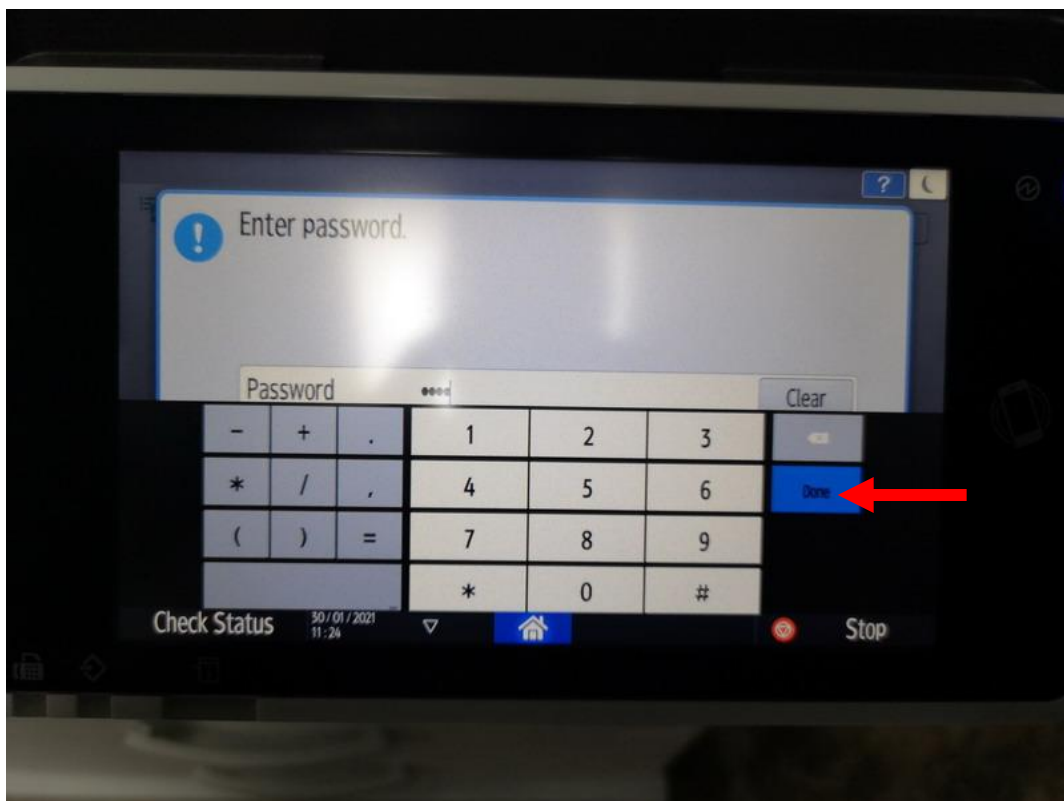 ?
Enter password.
Password ●●●● Clear
- + . 1 2 3
* / , 4 5 6 Done
( ) = 7 8 9
* 0 #
Check Status 30/01/2021 Stop
11:24